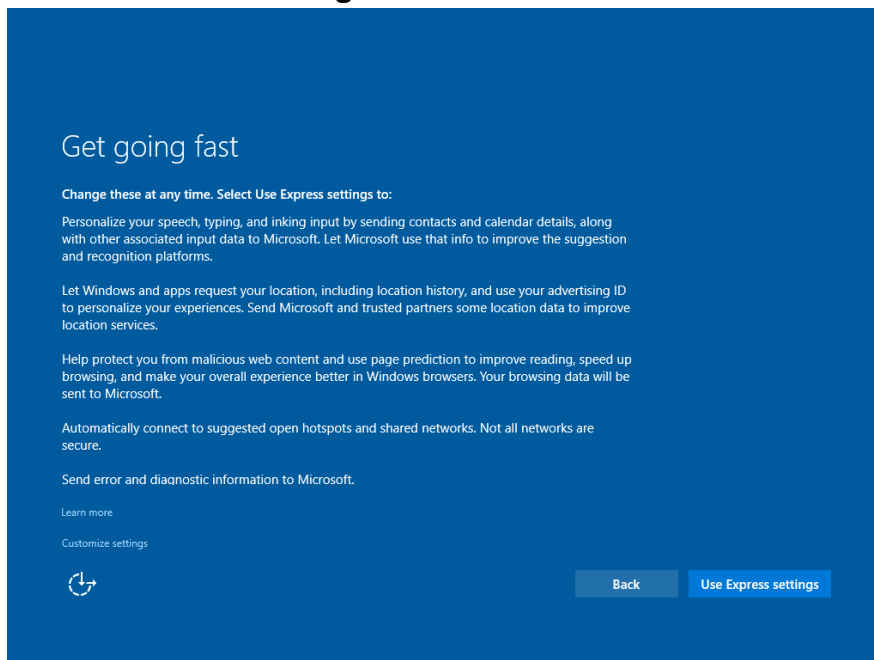 Get going fast
Change these at any time. Select Use Express settings to:
Personalize your speech, typing, and inking input by sending contacts and calendar details, along
with other associated input data to Microsoft. Let Microsoft use that info to improve the suggestion
and recognition platforms.
Let Windows and apps request your location, including location history, and use your advertising ID
to personalize your experiences. Send Microsoft and trusted partners some location data to improve
location services.
Help protect you from malicious web content and use page prediction to improve reading, speed up
browsing, and make your overall experience better in Windows browsers. Your browsing data will be
sent to Microsoft.
Automatically connect to suggested open hotspots and shared networks. Not all networks are
secure.
Send error and diagnostic information to Microsoft.
Learn more
Customize settings
Back
Use Express settings